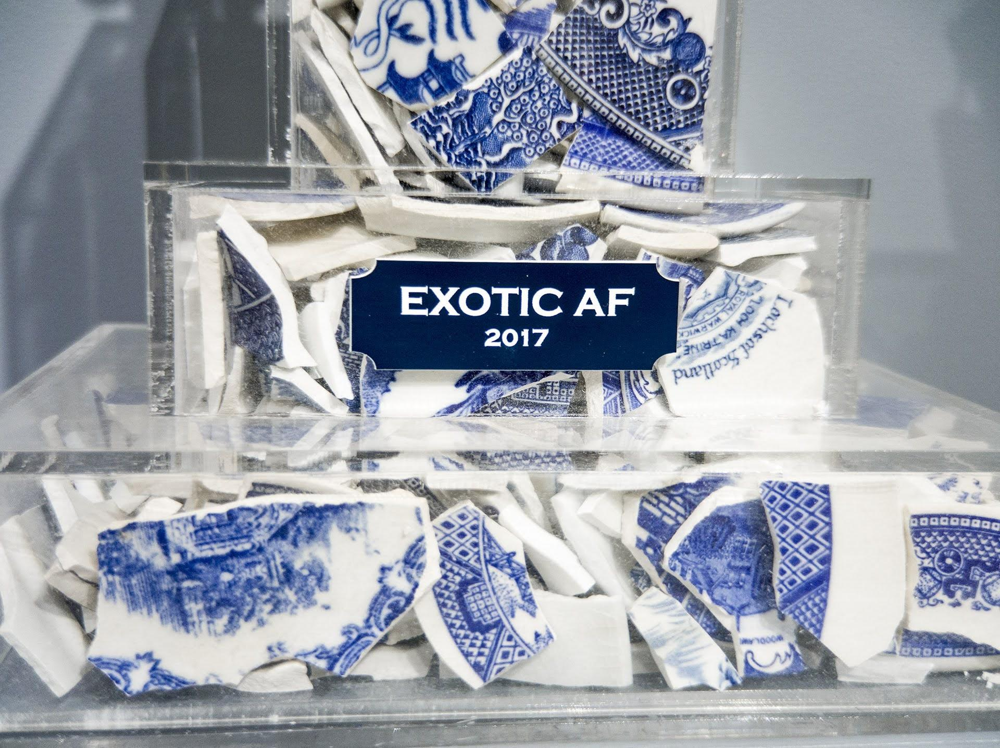 EXOTIC AF
2017
Lochs of Scotland
"LOCH KATRINE"
ROYAL WARWICK